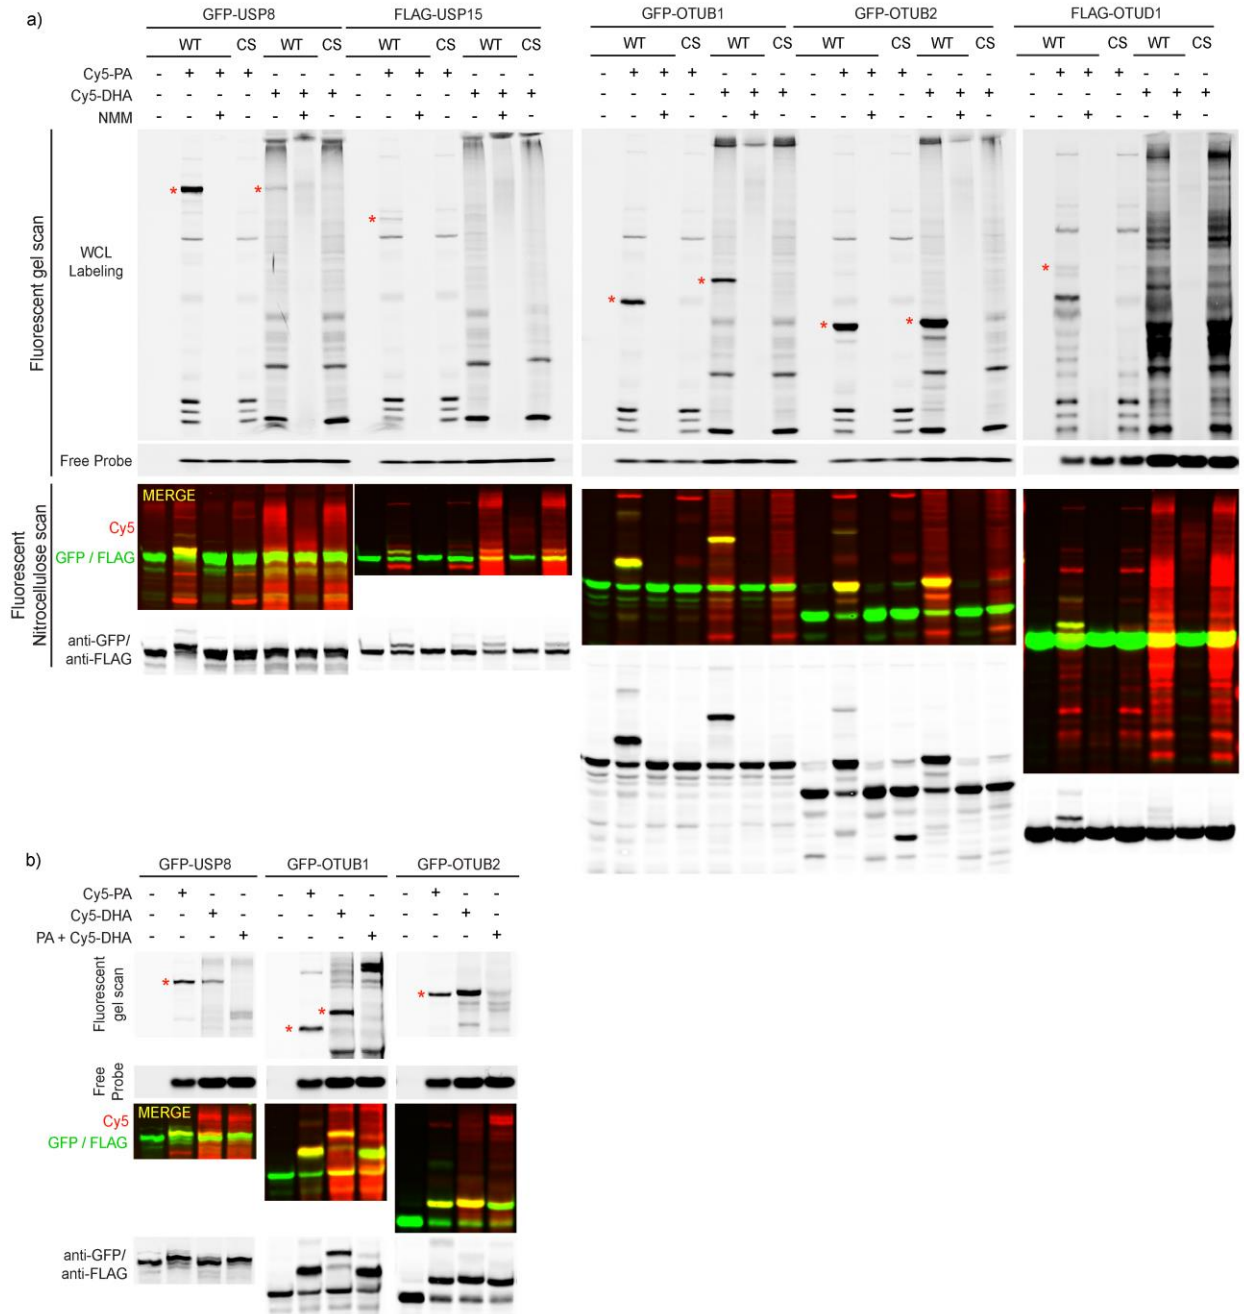 a)
GFP-USP8 FLAG-USP15 GFP-OTUB1 GFP-OTUB2 FLAG-OTUD1
WT CS WT CS WT CS WT CS WT CS WT CS WT CS WT CS WT CS WT CS
Cy5-PA - + + + - - - - + + + - - - - + + + - - - - + + + - - - - + + + - - -
Cy5-DHA - - - - + + + - - - - + + + - - - - + + + - - - - + + + - - - - + + +
NMM - - + - - + - - - + - - + - - - + - - + - - - + - - + - - - + - - + -
Fluorescent gel scan
WCL
Labeling
* * * * * * * *
Free Probe
Fluorescent
Nitrocellulose scan
MERGE
Cy5
GFP / FLAG
anti-GFP/
anti-FLAG
b)
GFP-USP8 GFP-OTUB1 GFP-OTUB2
Cy5-PA - + - - - + - - - + - -
Cy5-DHA - - + - - - + - - - + -
PA + Cy5-DHA - - - + - - - + - - - +
Fluorescent
gel scan
* * * *
Free
Probe
MERGE
Cy5
GFP / FLAG
anti-GFP/
anti-FLAG